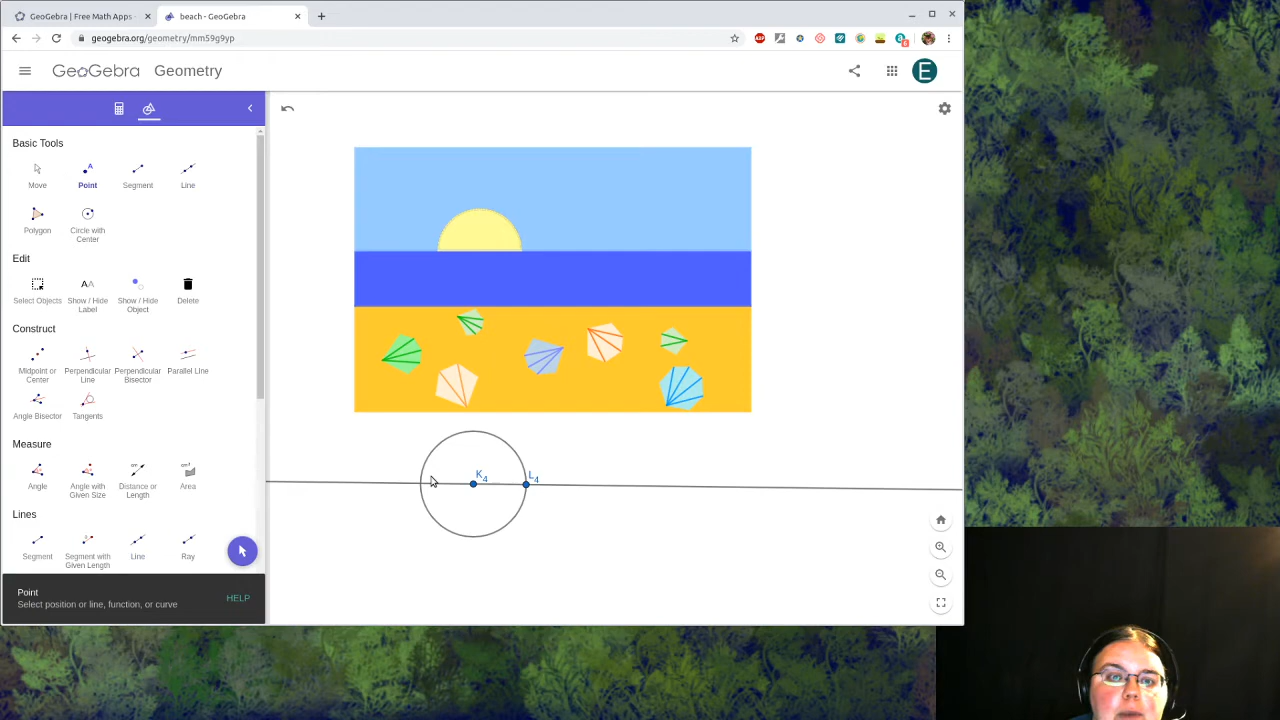 GeoGebra | Free Math Apps
beach - GeoGebra
geogebra.org/geometry/mm59g9yp
GeoGebra Geometry
E
Basic Tools
Move
Point
Segment
Line
Polygon
Circle with Center
Edit
Select Objects
Show / Hide Label
Show / Hide Object
Delete
Construct
Midpoint or Center
Perpendicular Line
Perpendicular Bisector
Parallel Line
Angle Bisector
Tangents
Measure
Angle
Angle with Given Size
Distance or Length
Area
Lines
Segment
Segment with Given Length
Line
Ray
Point
Select position or line, function, or curve
HELP
K4
L4